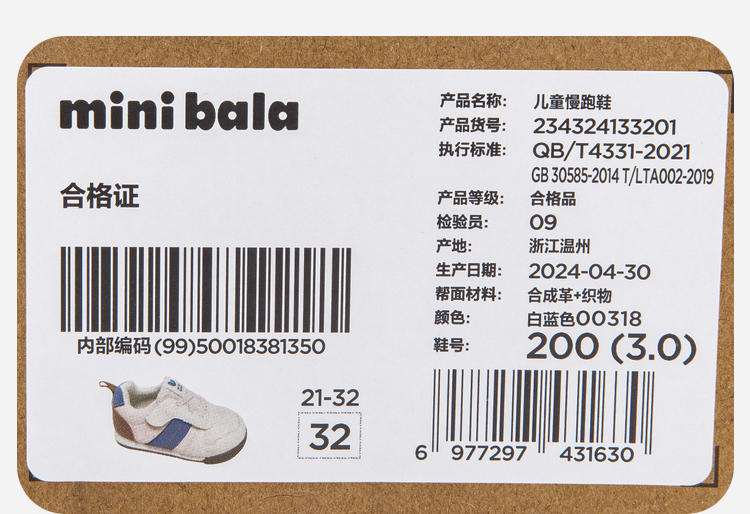 mini bala
合格证
内部编码(99)50018381350
21-32
32
产品名称: 儿童慢跑鞋
产品货号: 234324133201
执行标准: QB/T4331-2021
GB 30585-2014 T/LTA002-2019
产品等级: 合格品
检验员: 09
产地: 浙江温州
生产日期: 2024-04-30
帮面材料: 合成革+织物
颜色: 白蓝色00318
鞋号: 200 (3.0)
6 977297 431630